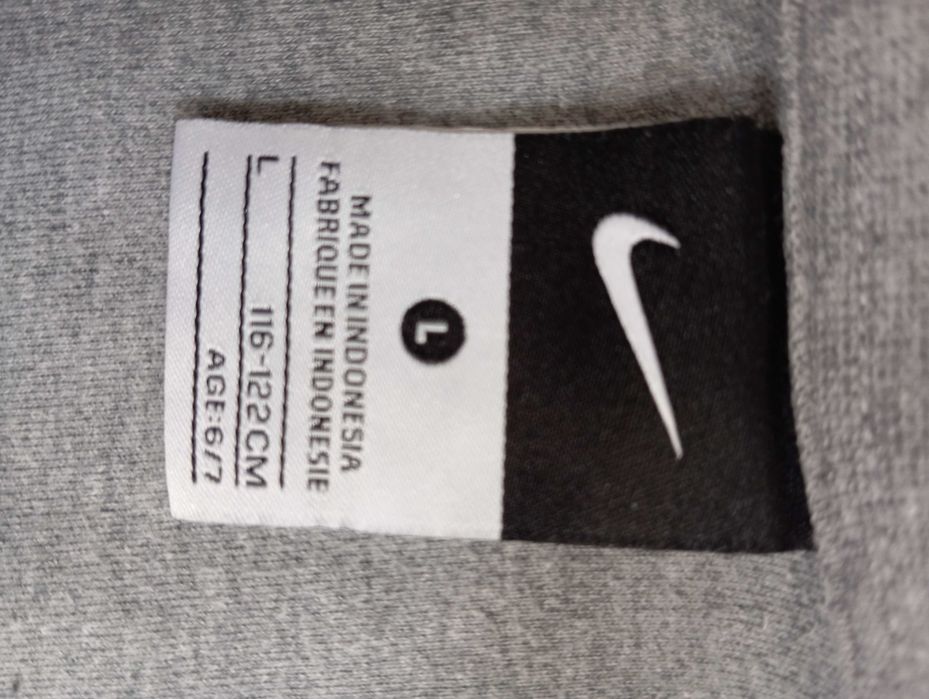 L
MADE IN INDONESIA
FABRIQUE EN INDONESIE
L 116-122CM
AGE:6/7